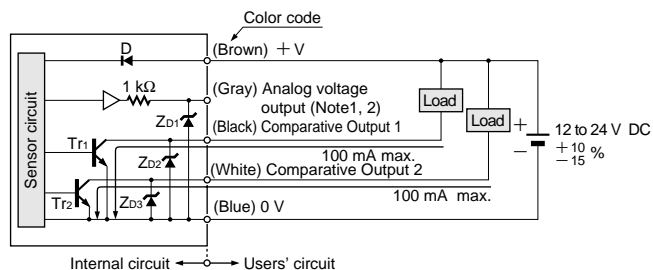 Color code
D
(Brown) +V
1 kΩ
(Gray) Analog voltage
output (Note1, 2)
Load
Load
ZD1
(Black) Comparative Output 1
+
12 to 24 V DC
+10
−15 %
−
Sensor circuit
Tr1
100 mA max.
ZD2
(White) Comparative Output 2
100 mA max.
Tr2
ZD3
(Blue) 0 V
Internal circuit
Users' circuit